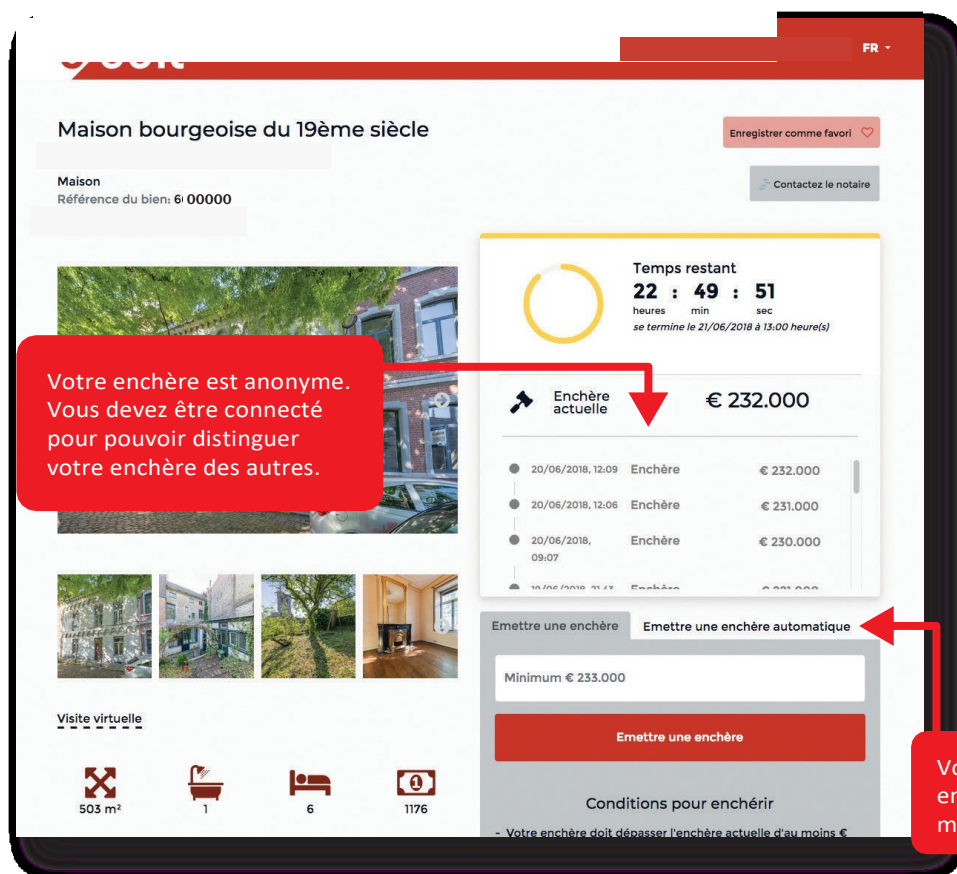 FR
Maison bourgeoise du 19ème siècle
Enregistrer comme favori
Maison
Référence du bien: 6 00000
Contactez le notaire
Temps restant
22 : 49 : 51
heures min sec
se termine le 21/06/2018 à 13:00 heure(s)
Votre enchère est anonyme.
Vous devez être connecté
pour pouvoir distinguer
votre enchère des autres.
Enchère
actuelle
€ 232.000
20/06/2018, 12:09 Enchère € 232.000
20/06/2018, 12:06 Enchère € 231.000
20/06/2018,
09:07
Enchère € 230.000
Emettre une enchère Emettre une enchère automatique
Minimum € 233.000
Emettre une enchère
Visite virtuelle
503 m² 1 6 1176
Conditions pour enchérir
- Votre enchère doit dépasser l'enchère actuelle d'au moins €